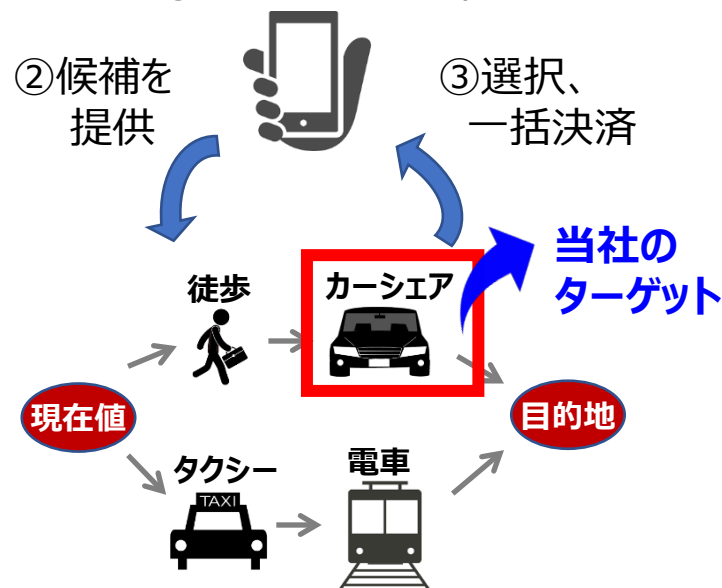 ②候補を
提供
③選択、
一括決済
当社の
ターゲット
徒歩
カーシェア
現在値
目的地
タクシー
電車
TAXI